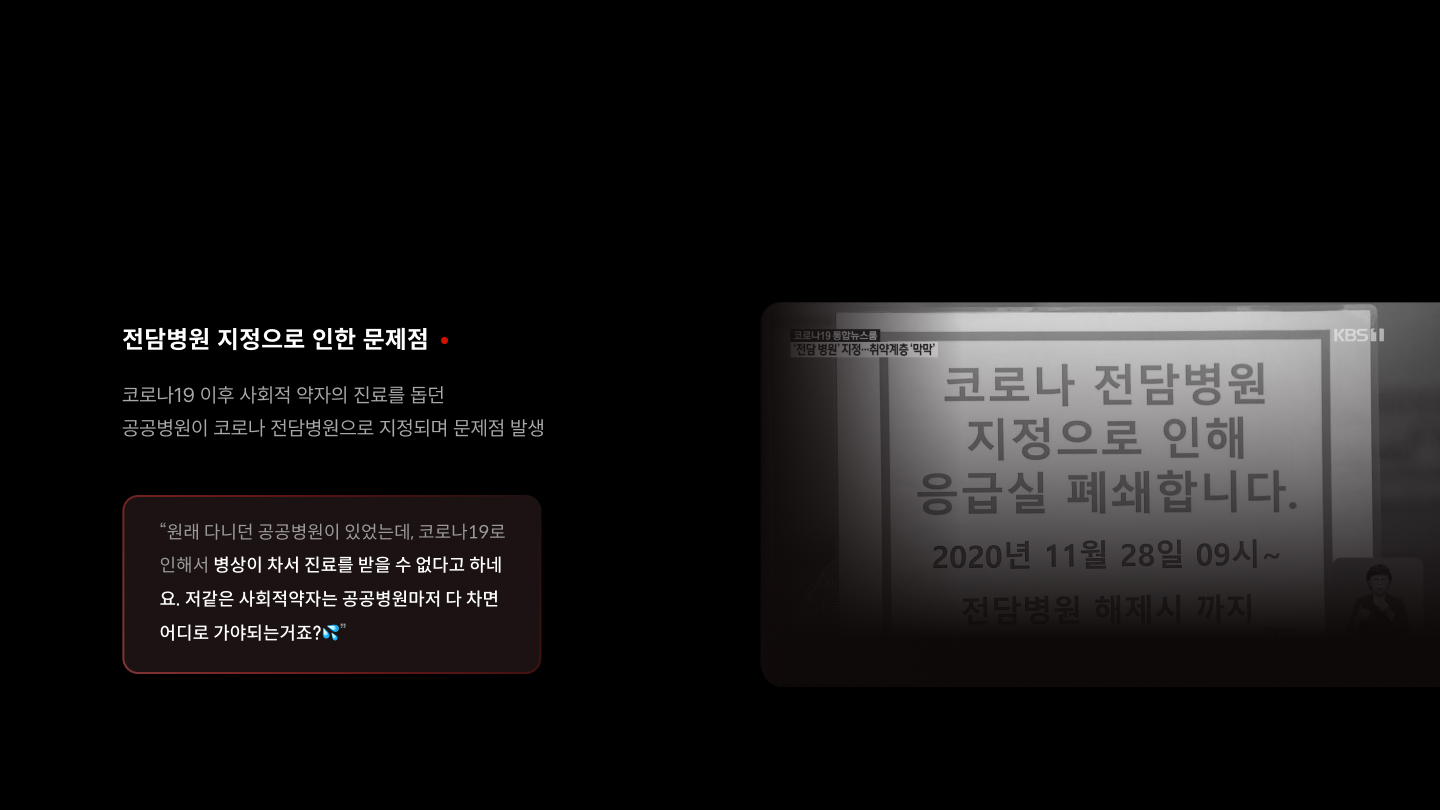 전담병원 지정으로 인한 문제점
코로나19 이후 사회적 약자의 진료를 돕던
공공병원이 코로나 전담병원으로 지정되며 문제점 발생
“원래 다니던 공공병원이 있었는데, 코로나19로
인해서 병상이 차서 진료를 받을 수 없다고 하네
요. 저같은 사회적약자는 공공병원마저 다 차면
어디로 가야되는거죠?💦”
코로나19 통합뉴스룸
‘전담 병원’ 지정…취약계층 ‘막막’
KBS 1
코로나 전담병원
지정으로 인해
응급실 폐쇄합니다.
2020년 11월 28일 09시~
전담병원 해제시 까지